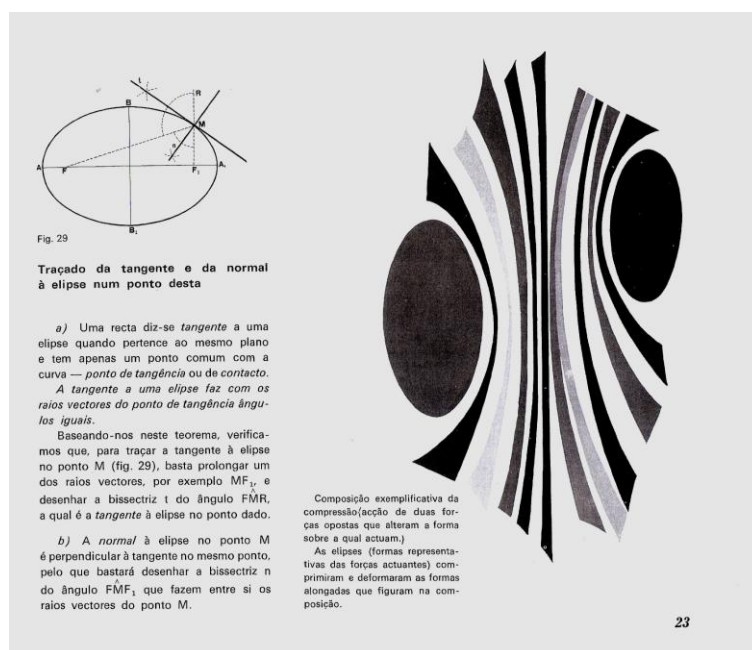 t
R
B
M
n
A
F
F₁
A₁
B₁
Fig. 29
Traçado da tangente e da normal
à elipse num ponto desta
a) Uma recta diz-se tangente a uma
elipse quando pertence ao mesmo plano
e tem apenas um ponto comum com a
curva — ponto de tangência ou de contacto.
A tangente a uma elipse faz com os
raios vectores do ponto de tangência ângu-
los iguais.
Baseando-nos neste teorema, verifica-
mos que, para traçar a tangente à elipse
no ponto M (fig. 29), basta prolongar um
dos raios vectores, por exemplo MF₁, e
desenhar a bissectriz t do ângulo FM̂R,
a qual é a tangente à elipse no ponto dado.
b) A normal à elipse no ponto M
é perpendicular à tangente no mesmo ponto,
pelo que bastará desenhar a bissectriz n
do ângulo FM̂F₁ que fazem entre si os
raios vectores do ponto M.
Composição exemplificativa da
compressão(acção de duas for-
ças opostas que alteram a forma
sobre a qual actuam.)
As elipses (formas representa-
tivas das forças actuantes) com-
primiram e deformaram as formas
alongadas que figuram na com-
posição.
23